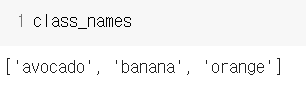 1 class_names
['avocado', 'banana', 'orange']